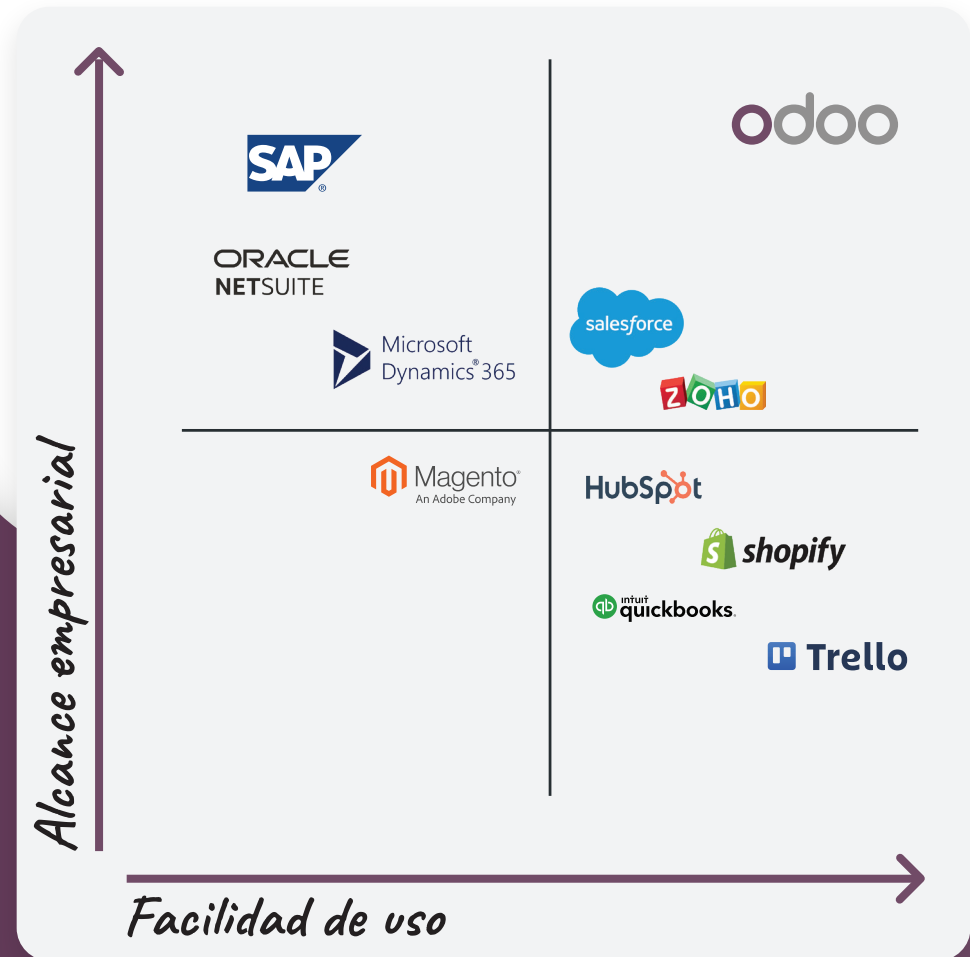 odoo
SAP®
ORACLE
NETSUITE
salesforce
Microsoft
Dynamics® 365
ZOHO
Alcance empresarial
Magento®
An Adobe Company
HubSpot
S shopify
qb intuit
quickbooks.
Trello
Facilidad de uso